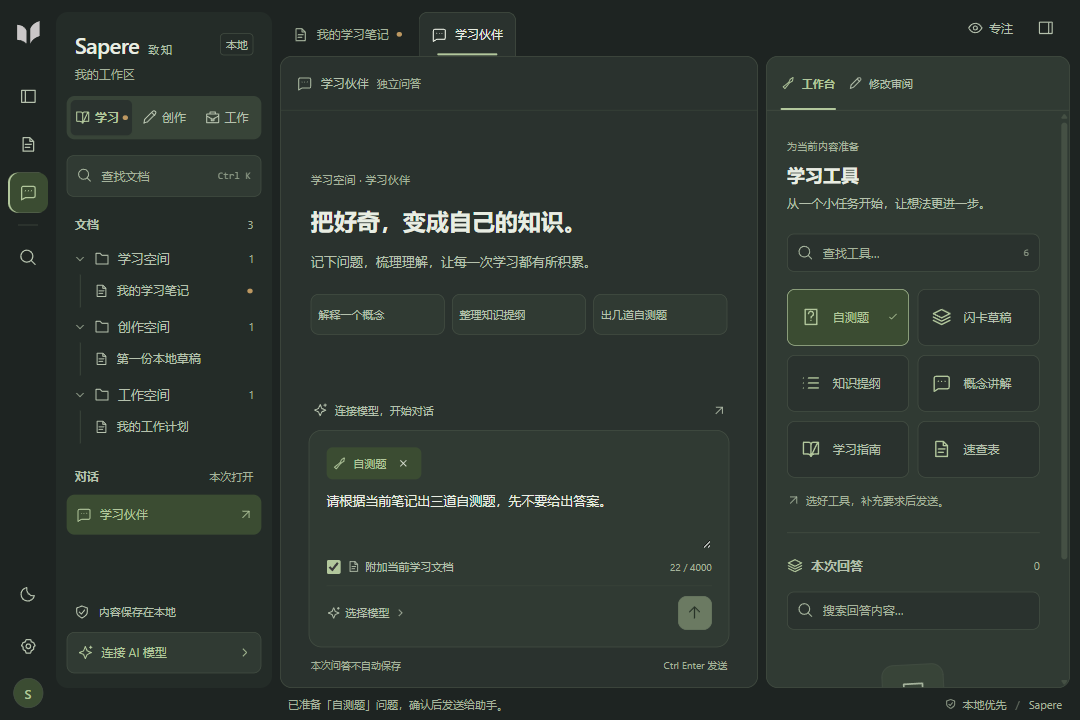 Sapere 致知
本地
我的工作区
学习
创作
工作
查找文档
Ctrl K
文档
3
学习空间
1
我的学习笔记
创作空间
1
第一份本地草稿
工作空间
1
我的工作计划
对话
本次打开
学习伙伴
内容保存在本地
连接 AI 模型
S
我的学习笔记
学习伙伴
专注
学习伙伴 独立问答
学习空间 · 学习伙伴
把好奇，变成自己的知识。
记下问题，梳理理解，让每一次学习都有所积累。
解释一个概念
整理知识提纲
出几道自测题
连接模型，开始对话
自测题
请根据当前笔记出三道自测题，先不要给出答案。
附加当前学习文档
22 / 4000
选择模型
本次问答不自动保存
Ctrl Enter 发送
工作台
修改审阅
为当前内容准备
学习工具
从一个小任务开始，让想法更进一步。
查找工具...
6
自测题
闪卡草稿
知识提纲
概念讲解
学习指南
速查表
选好工具，补充要求后发送。
本次回答
0
搜索回答内容...
已准备「自测题」问题，确认后发送给助手。
本地优先 / Sapere